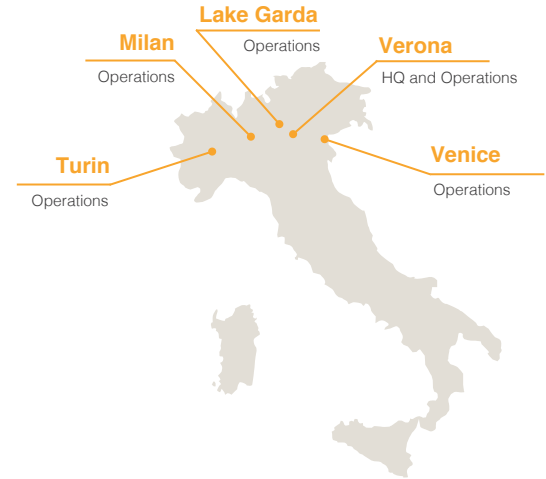 Lake Garda
Operations
Milan
Operations
Verona
HQ and Operations
Turin
Operations
Venice
Operations